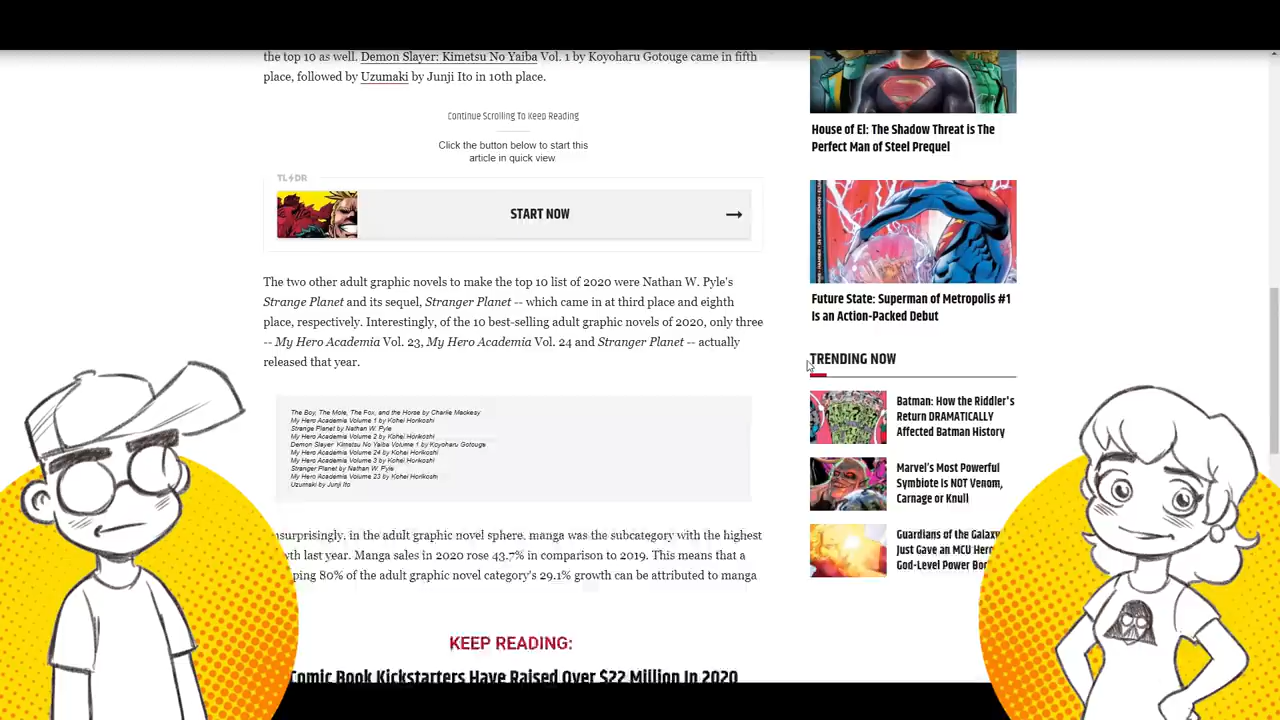 the top 10 as well. Demon Slayer: Kimetsu No Yaiba Vol. 1 by Koyoharu Gotouge came in fifth
place, followed by Uzumaki by Junji Ito in 10th place.
Continue Scrolling To Keep Reading
Click the button below to start this
article in quick view
TL DR
START NOW
The two other adult graphic novels to make the top 10 list of 2020 were Nathan W. Pyle's
Strange Planet and its sequel, Stranger Planet -- which came in at third place and eighth
place, respectively. Interestingly, of the 10 best-selling adult graphic novels of 2020, only three
-- My Hero Academia Vol. 23, My Hero Academia Vol. 24 and Stranger Planet -- actually
released that year.
The Boy, The Mole, The Fox, and the Horse by Charlie Mackesy
My Hero Academia Volume 1 by Kohei Horikoshi
Strange Planet by Nathan W. Pyle
My Hero Academia Volume 2 by Kohei Horikoshi
Demon Slayer: Kimetsu No Yaiba Volume 1 by Koyoharu Gotouge
My Hero Academia Volume 24 by Kohei Horikoshi
My Hero Academia Volume 3 by Kohei Horikoshi
Stranger Planet by Nathan W. Pyle
My Hero Academia Volume 23 by Kohei Horikoshi
Uzumaki by Junji Ito
nsurprisingly, in the adult graphic novel sphere, manga was the subcategory with the highest
th last year. Manga sales in 2020 rose 43.7% in comparison to 2019. This means that a
ping 80% of the adult graphic novel category's 29.1% growth can be attributed to manga
KEEP READING:
Comic Book Kickstarters Have Raised Over $22 Million In 2020
House of El: The Shadow Threat is The
Perfect Man of Steel Prequel
Future State: Superman of Metropolis #1
Is an Action-Packed Debut
TRENDING NOW
Batman: How the Riddler's
Return DRAMATICALLY
Affected Batman History
Marvel's Most Powerful
Symbiote Is NOT Venom,
Carnage or Knull
Guardians of the Galaxy
Just Gave an MCU Hero
God-Level Power Boo